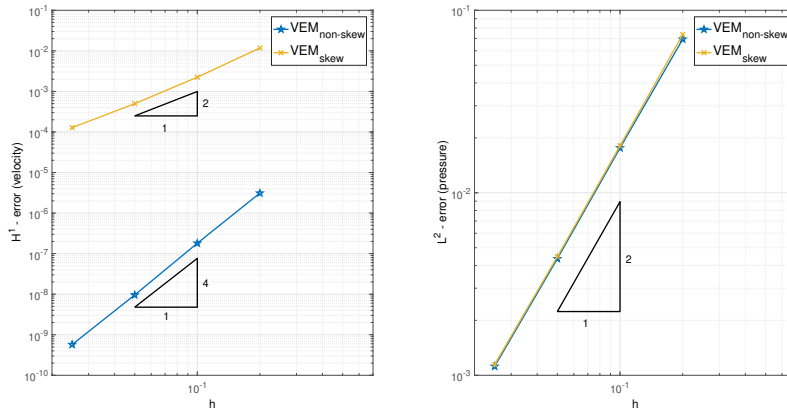 VEM_non-skew
VEM_skew
10^-1
10^-2
10^-3
10^-4
10^-5
10^-6
10^-7
10^-8
10^-9
10^-10
H^1 - error (velocity)
2
1
4
1
10^-1
h
VEM_non-skew
VEM_skew
10^-1
10^-2
10^-3
L^2 - error (pressure)
2
1
10^-1
h